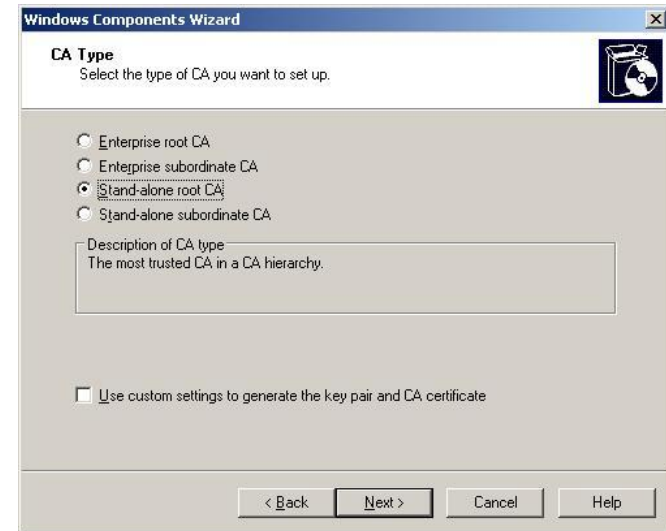 Windows Components Wizard
CA Type
Select the type of CA you want to set up.
Enterprise root CA
Enterprise subordinate CA
Stand-alone root CA
Stand-alone subordinate CA
Description of CA type
The most trusted CA in a CA hierarchy.
Use custom settings to generate the key pair and CA certificate
< Back Next > Cancel Help